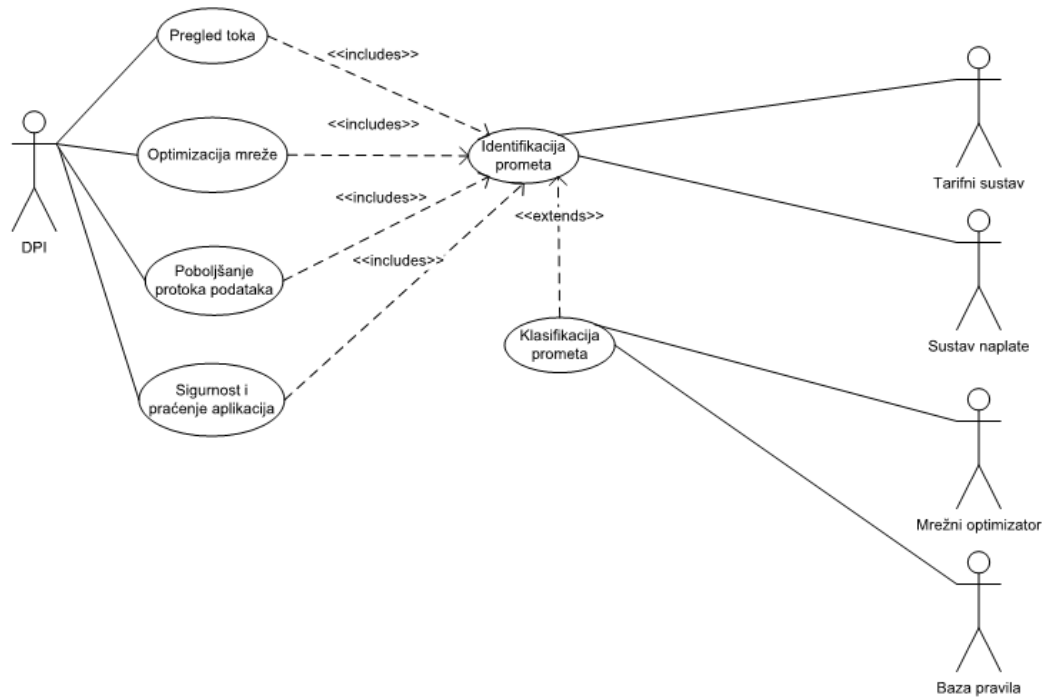 Pregled toka
<<includes>>
<<includes>>
Optimizacija mreže
Identifikacija
prometa
Tarifni sustav
<<includes>>
<<extends>>
DPI
<<includes>>
Poboljšanje
protoka podataka
Klasifikacija
prometa
Sustav naplate
Sigurnost i
praćenje aplikacija
Mrežni optimizator
Baza pravila